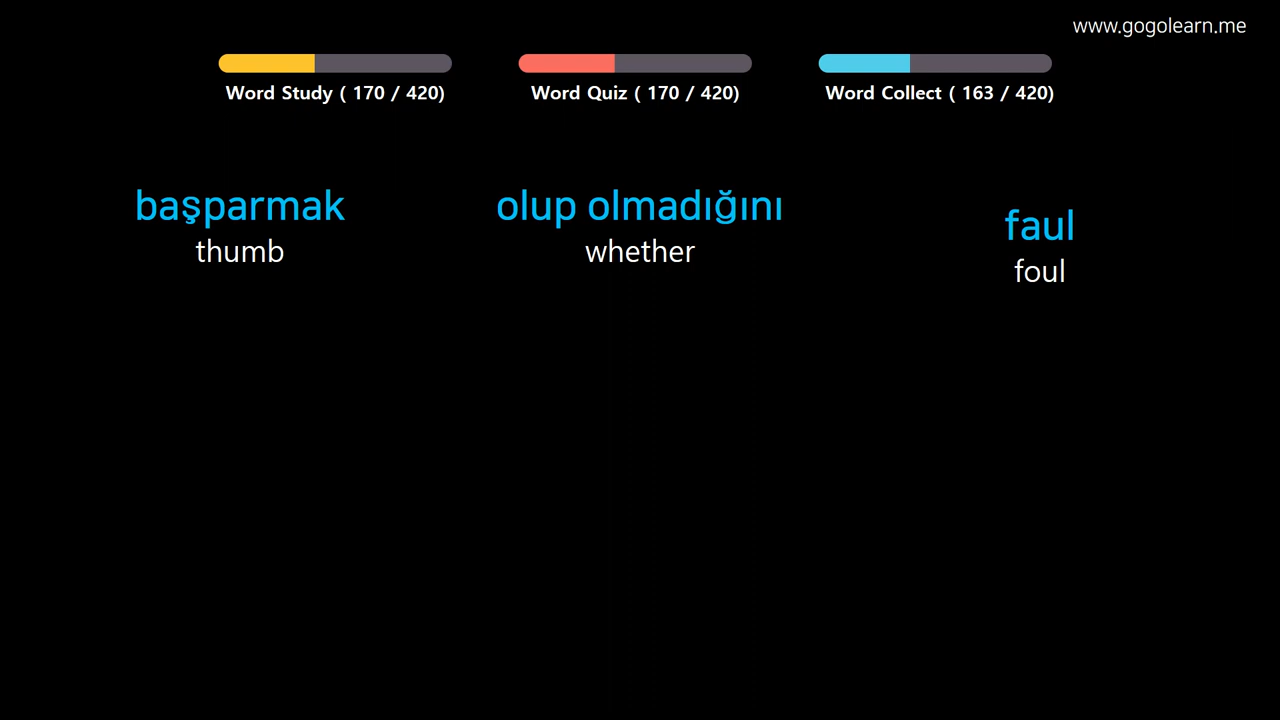 www.gogolearn.me
Word Study ( 170 / 420)
Word Quiz ( 170 / 420)
Word Collect ( 163 / 420)
başparmak
thumb
olup olmadığını
whether
faul
foul